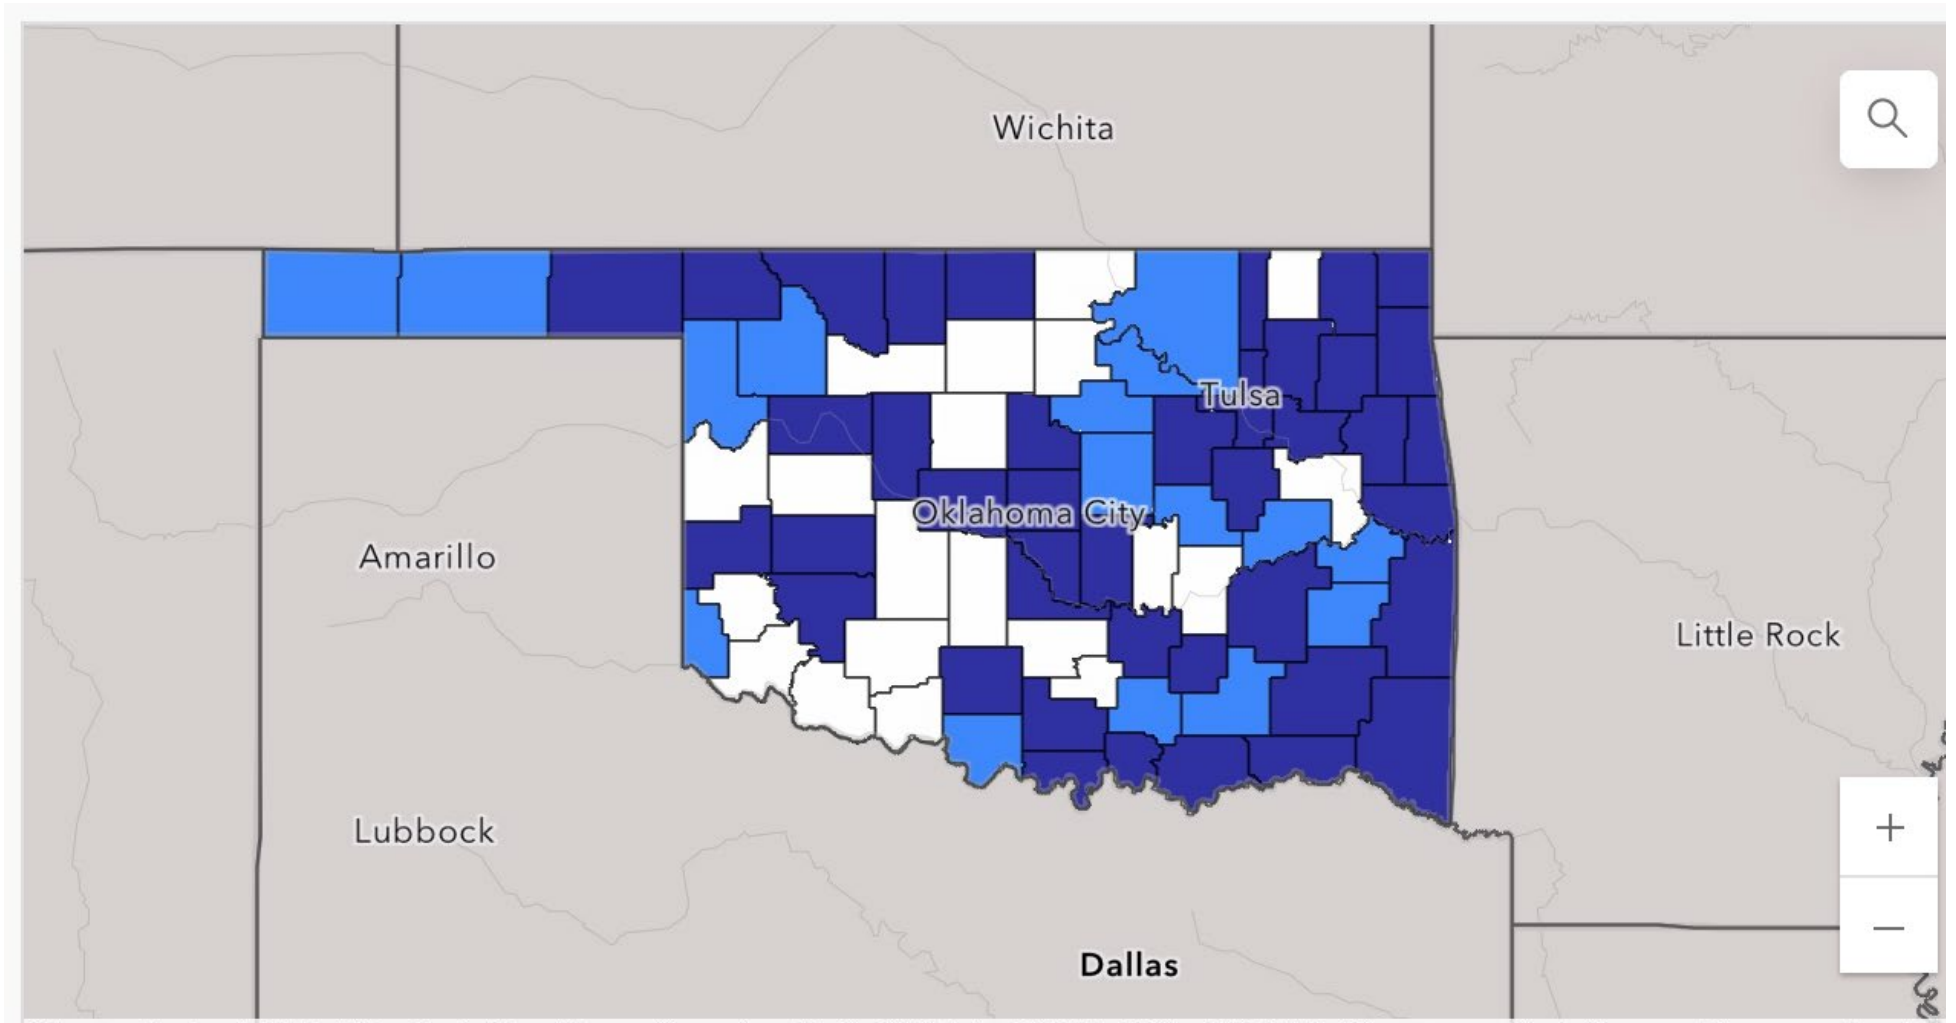 Wichita
Tulsa
Oklahoma City
Amarillo
Little Rock
Lubbock
Dallas
+
−